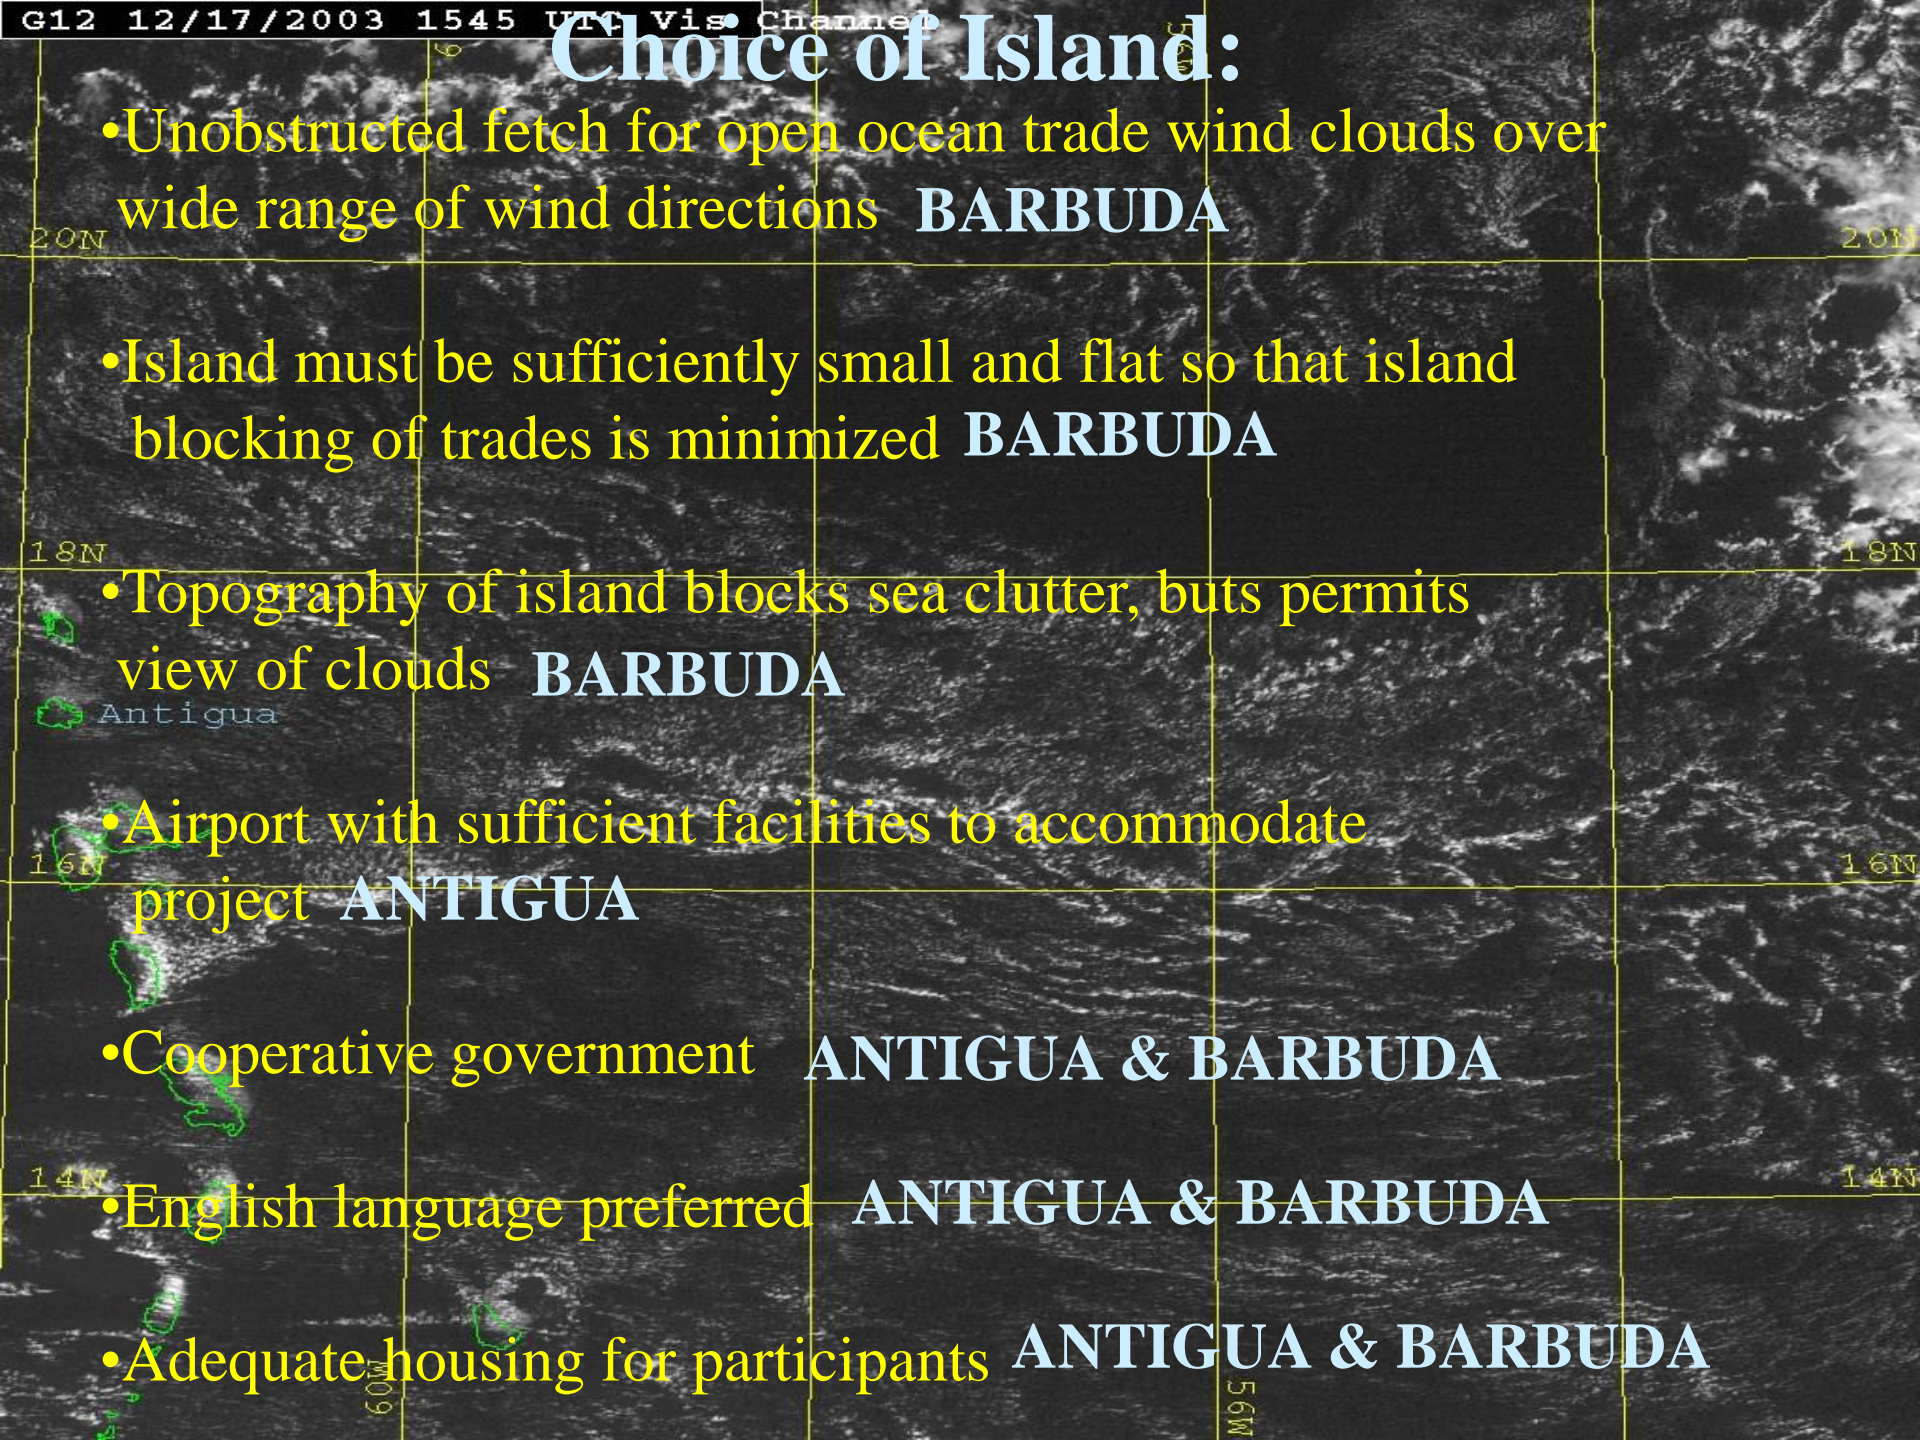 G12 12/17/2003 1545 UTC Vis Channel
Choice of Island:
•Unobstructed fetch for open ocean trade wind clouds over
wide range of wind directions BARBUDA
20N 20N
•Island must be sufficiently small and flat so that island
blocking of trades is minimized BARBUDA
18N 18N
•Topography of island blocks sea clutter, buts permits
view of clouds BARBUDA
Antigua
•Airport with sufficient facilities to accommodate
16N 16N
project ANTIGUA
•Cooperative government ANTIGUA & BARBUDA
14N 14N
•English language preferred ANTIGUA & BARBUDA
•Adequate housing for participants ANTIGUA & BARBUDA
60W 56W